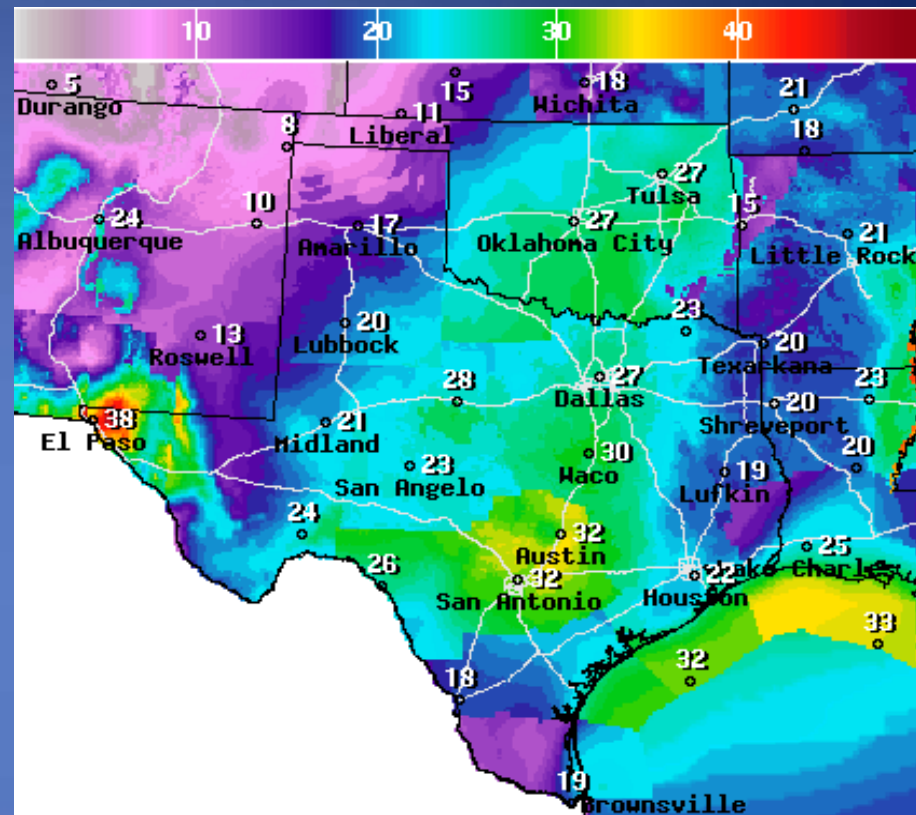 10 20 30 40
5
Durango
15
18
Wichita
21
11
Liberal
8
18
27
Tulsa
10
24
Albuquerque
17
Amarillo
27
Oklahoma City
15
21
Little Rock
13
Roswell
20
Lubbock
23
20
Texarkana
28
27
Dallas
20
Shreveport
23
38
El Paso
21
Midland
30
Waco
23
San Angelo
19
Lufkin
20
24
32
Austin
25
Lake Charles
26
32
San Antonio
22
Houston
33
32
18
19
Brownsville